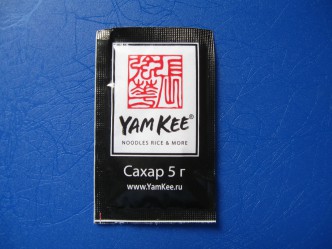 YAM KEE®
NOODLES RICE & MORE
Сахар 5 г
www.YamKee.ru